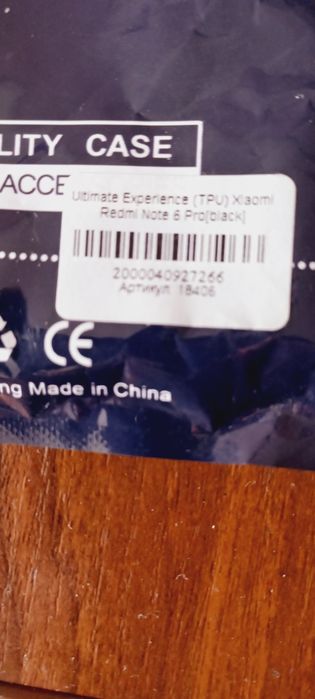 LITY CASE
ACCE
Ultimate Experience (TPU) Xiaomi
Redmi Note 6 Pro[black]
2000040927266
Артикул: 18406
CE
ng Made in China